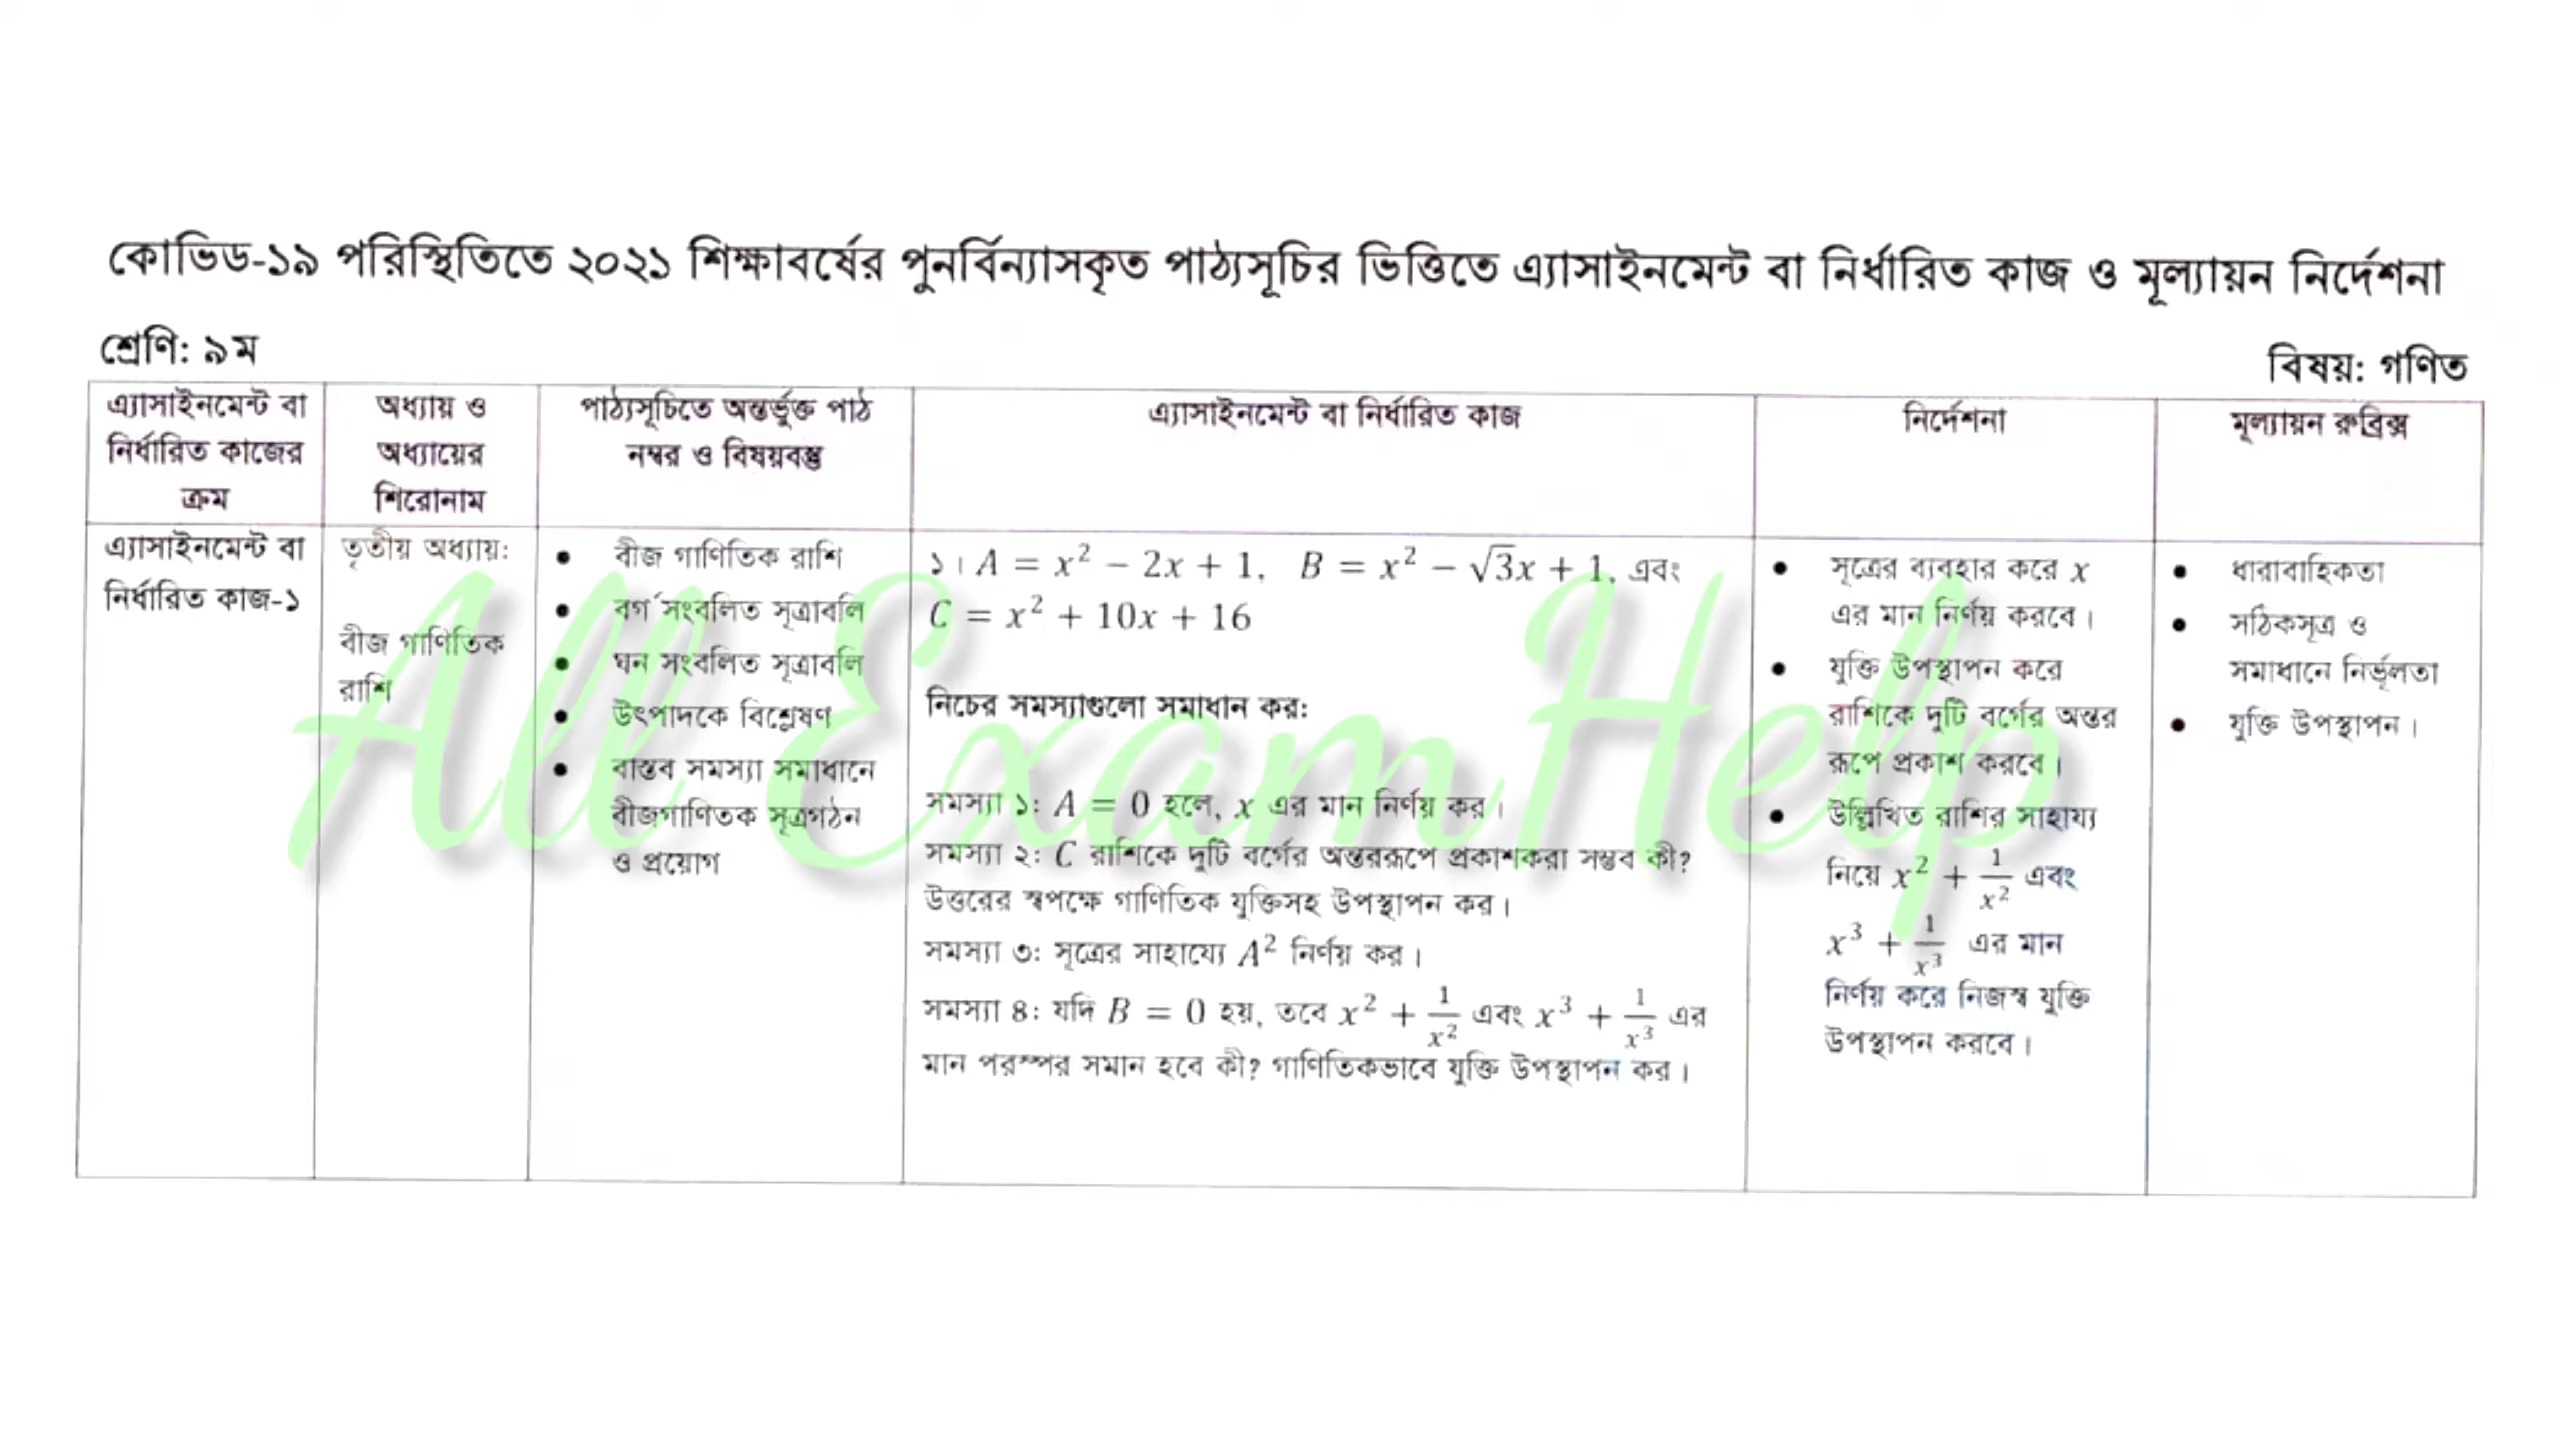 কোভিড-১৯ পরিস্থিতিতে ২০২১ শিক্ষাবর্ষের পুনর্বিন্যাসকৃত পাঠ্যসূচির ভিত্তিতে এ্যাসাইনমেন্ট বা নির্ধারিত কাজ ও মূল্যায়ন নির্দেশনা
শ্রেণি: ৯ম
বিষয়: গণিত
এ্যাসাইনমেন্ট বা
নির্ধারিত কাজের
ক্রম
অধ্যায় ও
অধ্যায়ের
শিরোনাম
পাঠ্যসূচিতে অন্তর্ভুক্ত পাঠ
নম্বর ও বিষয়বস্তু
এ্যাসাইনমেন্ট বা নির্ধারিত কাজ
নির্দেশনা
মূল্যায়ন রুব্রিক্স
এ্যাসাইনমেন্ট বা
নির্ধারিত কাজ-১
তৃতীয় অধ্যায়:
বীজ গাণিতিক
রাশি
• বীজ গাণিতিক রাশি
• বর্গ সংবলিত সূত্রাবলি
• ঘন সংবলিত সূত্রাবলি
• উৎপাদকে বিশ্লেষণ
• বাস্তব সমস্যা সমাধানে
বীজগাণিতক সূত্রগঠন
ও প্রয়োগ
১। A = x² − 2x + 1, B = x² − √3x + 1, এবং
C = x² + 10x + 16
নিচের সমস্যাগুলো সমাধান কর:
সমস্যা ১: A = 0 হলে, x এর মান নির্ণয় কর।
সমস্যা ২: C রাশিকে দুটি বর্গের অন্তররূপে প্রকাশকরা সম্ভব কী?
উত্তরের স্বপক্ষে গাণিতিক যুক্তিসহ উপস্থাপন কর।
সমস্যা ৩: সূত্রের সাহায্যে A² নির্ণয় কর।
সমস্যা 8: যদি B = 0 হয়, তবে x² + 1/x² এবং x³ + 1/x³ এর
মান পরস্পর সমান হবে কী? গাণিতিকভাবে যুক্তি উপস্থাপন কর।
• সূত্রের ব্যবহার করে x
এর মান নির্ণয় করবে।
• যুক্তি উপস্থাপন করে
রাশিকে দুটি বর্গের অন্তর
রূপে প্রকাশ করবে।
• উল্লিখিত রাশির সাহায্য
নিয়ে x² + 1/x² এবং
x³ + 1/x³ এর মান
নির্ণয় করে নিজস্ব যুক্তি
উপস্থাপন করবে।
• ধারাবাহিকতা
• সঠিকসূত্র ও
সমাধানে নির্ভূলতা
• যুক্তি উপস্থাপন।
All Exam Help